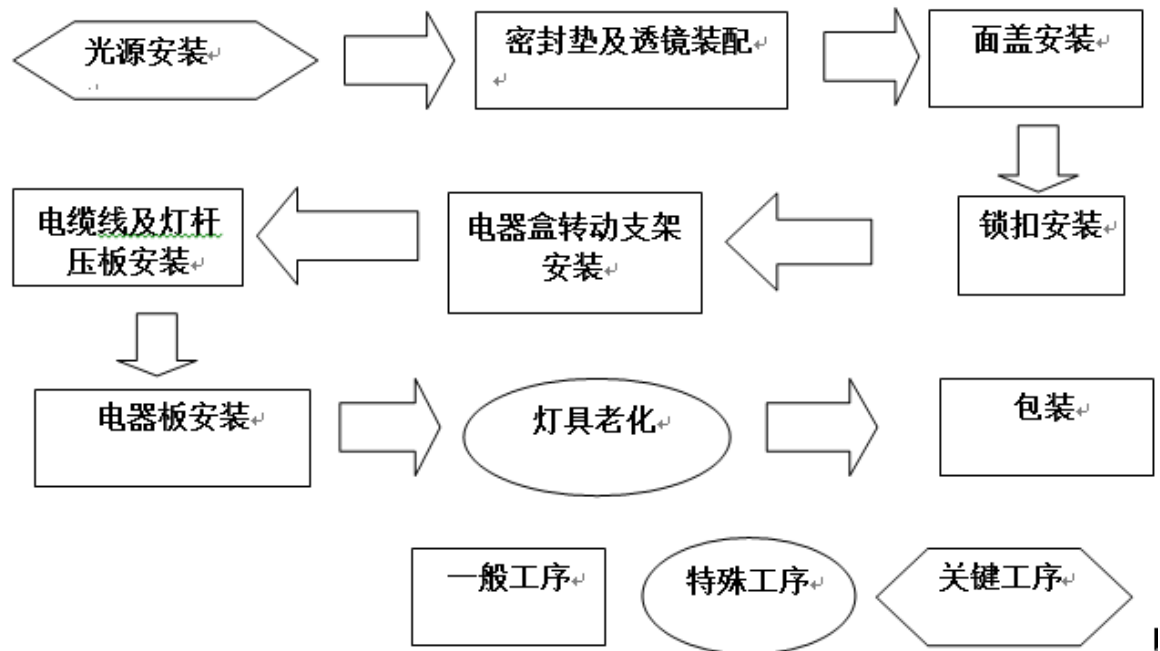 光源安装
密封垫及透镜装配
面盖安装
锁扣安装
电器盒转动支架
安装
电缆线及灯杆
压板安装
电器板安装
灯具老化
包装
一般工序
特殊工序
关键工序